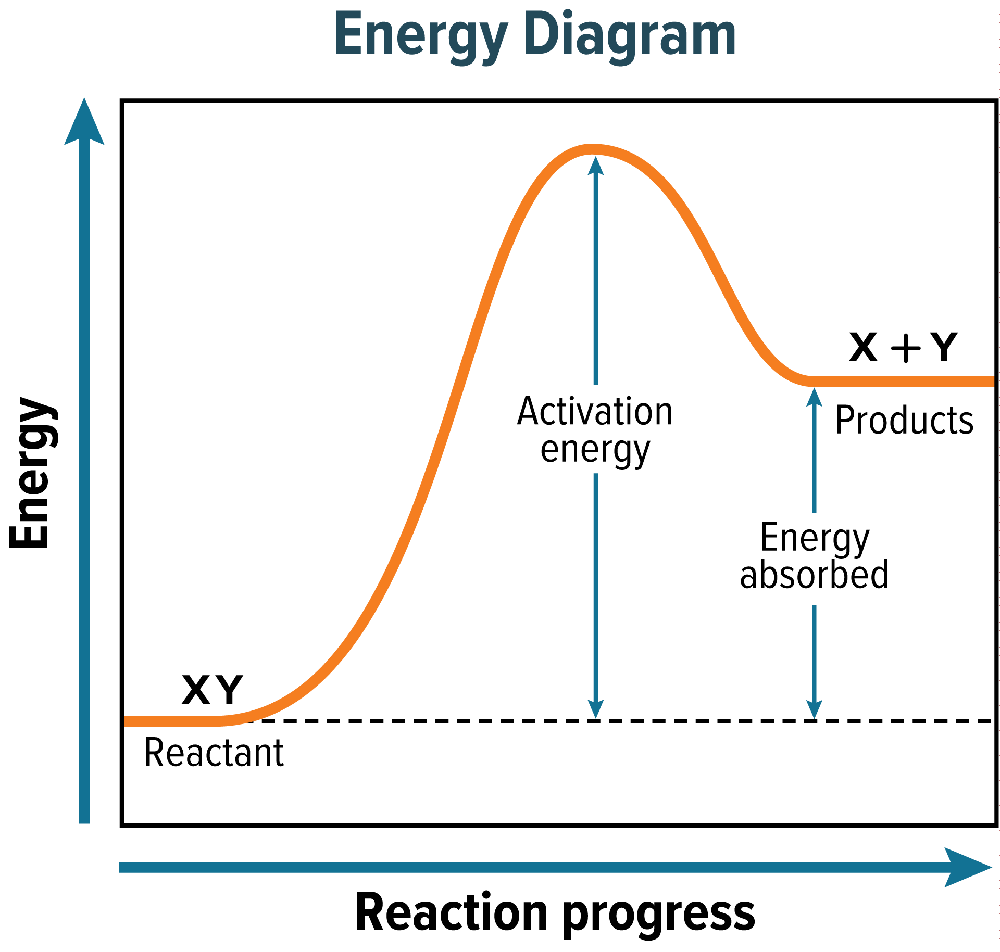 Energy Diagram
Energy
X + Y
Products
Activation
energy
Energy
absorbed
XY
Reactant
Reaction progress